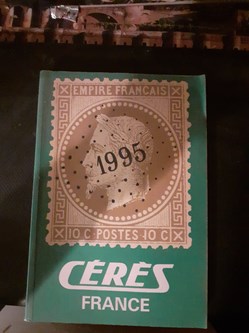 EMPIRE FRANCAIS
1995
10 C · POSTES · 10 C.
CÉRÈS
FRANCE